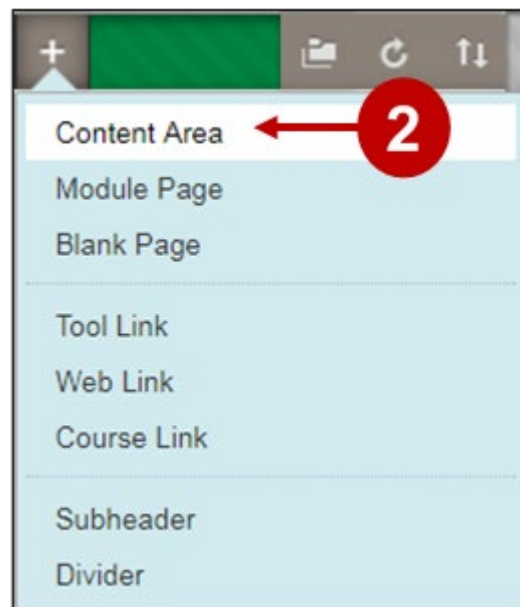 +
Content Area
2
Module Page
Blank Page
Tool Link
Web Link
Course Link
Subheader
Divider